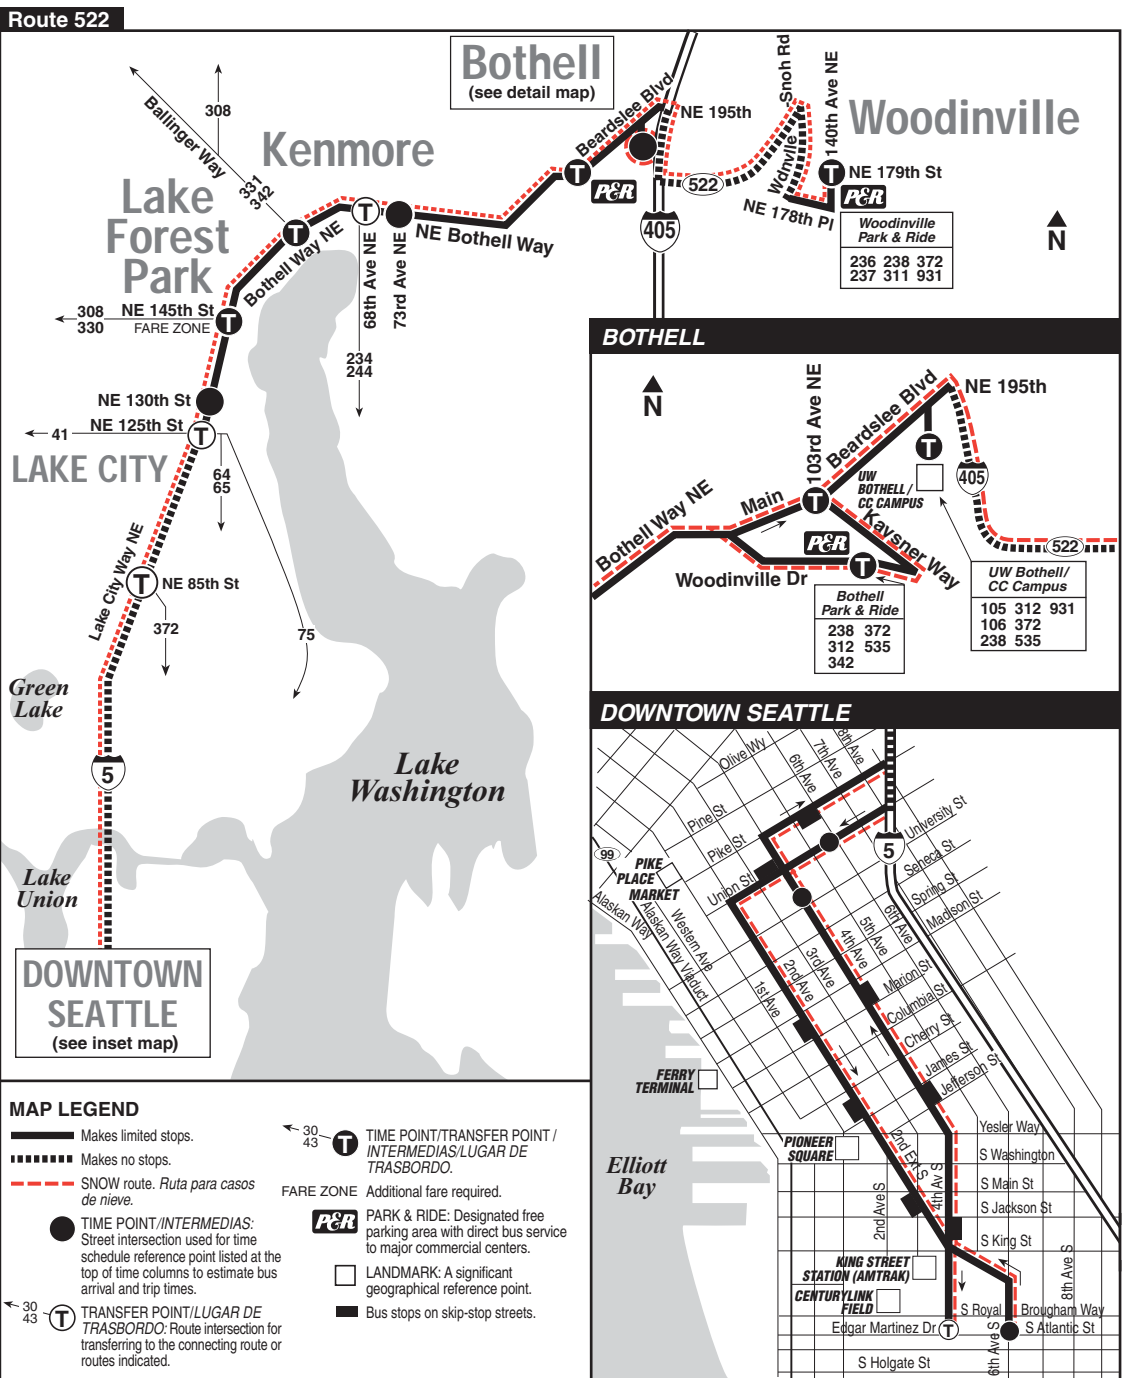 Route 522
Bothell
(see detail map)
Woodinville
Kenmore
Lake
Forest
Park
LAKE CITY
308
Ballinger Way
331
342
Beardslee Blvd
NE 195th
Wdnvlle-Snoh Rd
140th Ave NE
P&R
522
NE 179th St
P&R
NE 178th Pl
405
Woodinville
Park & Ride
236 238 372
237 311 931
N
NE Bothell Way
Bothell Way NE
68th Ave NE
73rd Ave NE
234
244
308
330
NE 145th St
FARE ZONE
NE 130th St
NE 125th St
41
64
65
Lake City Way NE
NE 85th St
372
75
Green
Lake
5
Lake
Washington
Lake
Union
DOWNTOWN
SEATTLE
(see inset map)
BOTHELL
N
103rd Ave NE
Beardslee Blvd
NE 195th
UW
BOTHELL /
CC CAMPUS
405
Bothell Way NE
Main
Kaysner Way
P&R
Woodinville Dr
522
Bothell
Park & Ride
238 372
312 535
342
UW Bothell/
CC Campus
105 312 931
106 372
238 535
DOWNTOWN SEATTLE
Olive Wy
6th Ave
7th Ave
8th Ave
Pine St
Pike St
Union St
University St
Seneca St
Spring St
Madison St
5
99
PIKE
PLACE
MARKET
Alaskan Way
Alaskan Way Viaduct
Western Ave
1st Ave
2nd Ave
3rd Ave
4th Ave
5th Ave
6th Ave
Marion St
Columbia St
Cherry St
James St
Jefferson St
FERRY
TERMINAL
Yesler Way
PIONEER
SQUARE
2nd Ext S
S Washington
S Main St
4th Av S
2nd Ave S
S Jackson St
S King St
Elliott
Bay
KING STREET
STATION (AMTRAK)
CENTURYLINK
FIELD
8th Ave S
S Royal Brougham Way
Edgar Martinez Dr
S Atlantic St
6th Ave S
S Holgate St
MAP LEGEND
Makes limited stops.
Makes no stops.
SNOW route. Ruta para casos
de nieve.
TIME POINT/INTERMEDIAS:
Street intersection used for time
schedule reference point listed at the
top of time columns to estimate bus
arrival and trip times.
30
43
TRANSFER POINT/LUGAR DE
TRASBORDO: Route intersection for
transferring to the connecting route or
routes indicated.
30
43
TIME POINT/TRANSFER POINT /
INTERMEDIAS/LUGAR DE
TRASBORDO.
FARE ZONE Additional fare required.
P&R
PARK & RIDE: Designated free
parking area with direct bus service
to major commercial centers.
LANDMARK: A significant
geographical reference point.
Bus stops on skip-stop streets.